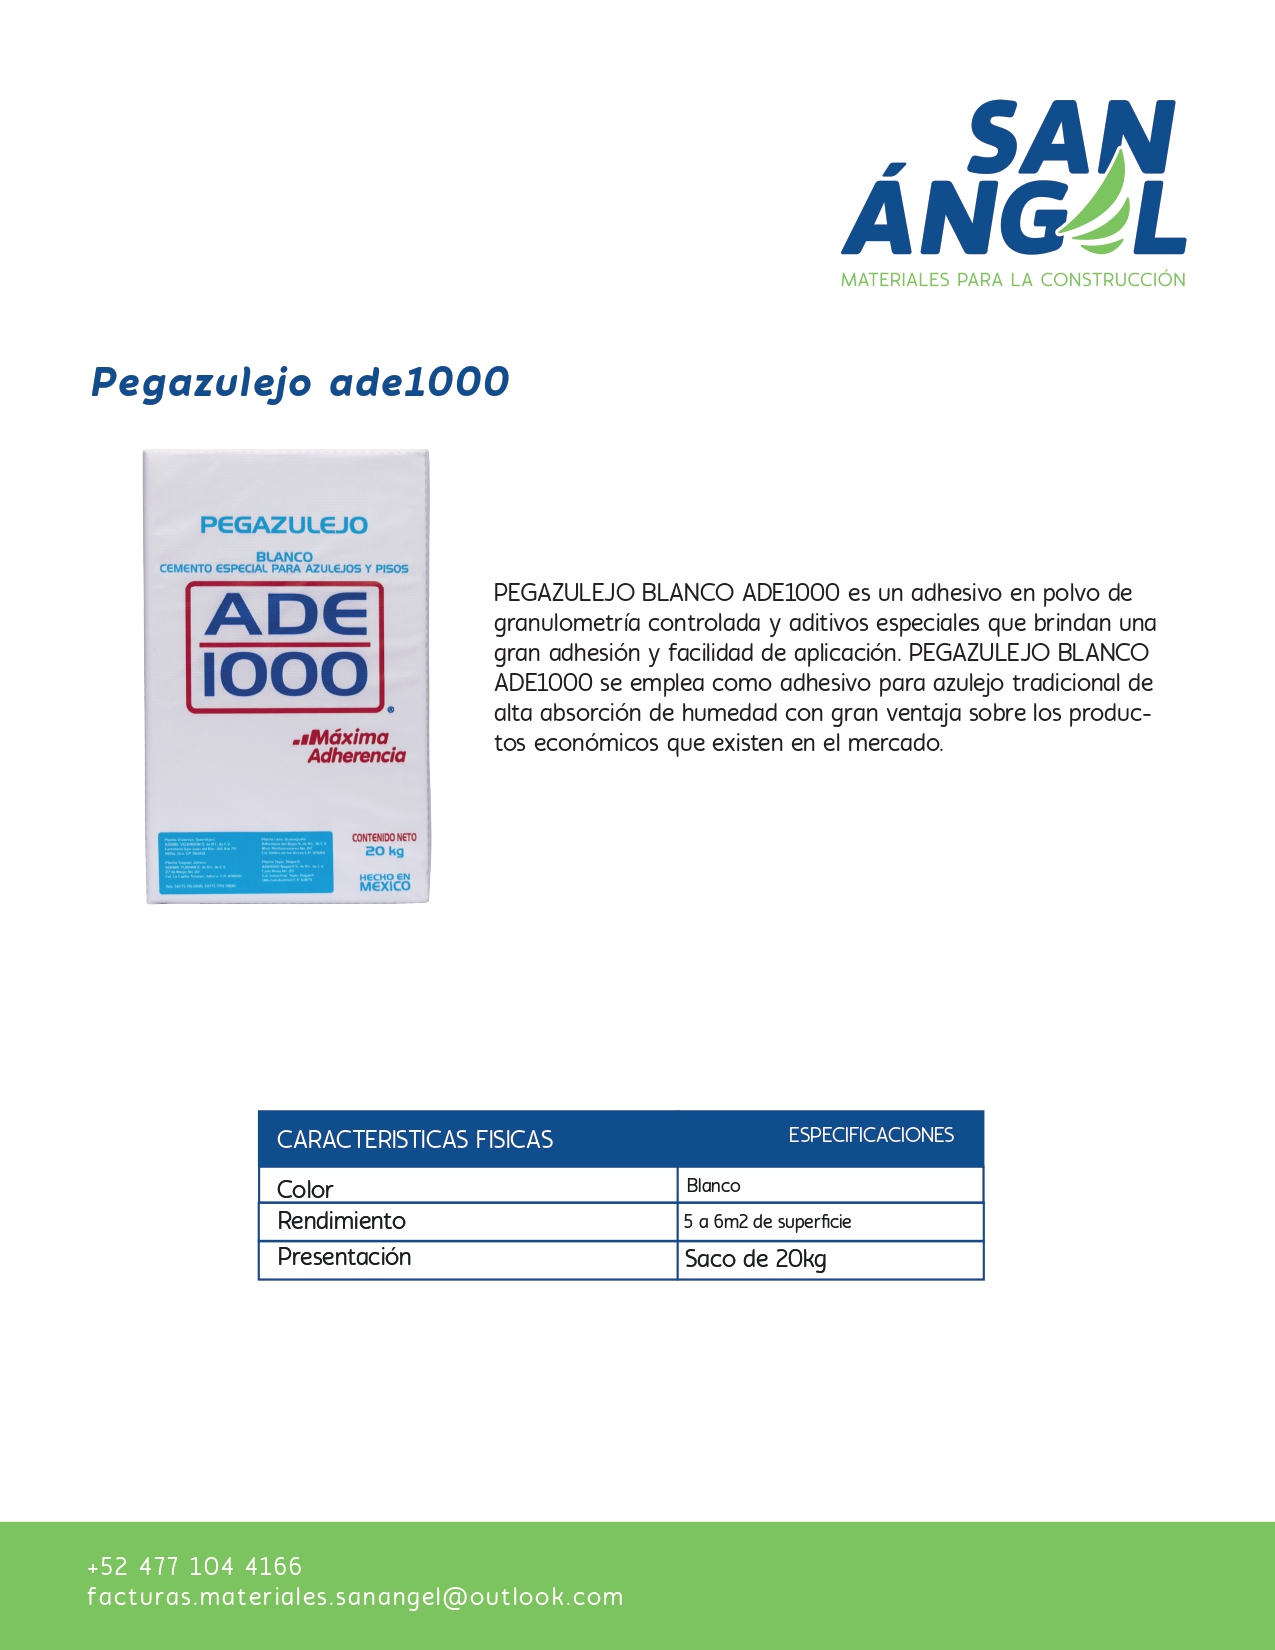 SAN
ÁNGEL
MATERIALES PARA LA CONSTRUCCIÓN
Pegazulejo ade1000
PEGAZULEJO
BLANCO
CEMENTO ESPECIAL PARA AZULEJOS Y PISOS
ADE
1000
®
Máxima
Adherencia
CONTENIDO NETO
20 kg
HECHO EN
MÉXICO
PEGAZULEJO BLANCO ADE1000 es un adhesivo en polvo de
granulometría controlada y aditivos especiales que brindan una
gran adhesión y facilidad de aplicación. PEGAZULEJO BLANCO
ADE1000 se emplea como adhesivo para azulejo tradicional de
alta absorción de humedad con gran ventaja sobre los produc-
tos económicos que existen en el mercado.
CARACTERISTICAS FISICAS ESPECIFICACIONES
Color Blanco
Rendimiento 5 a 6m2 de superficie
Presentación Saco de 20kg
+52 477 104 4166
facturas.materiales.sanangel@outlook.com